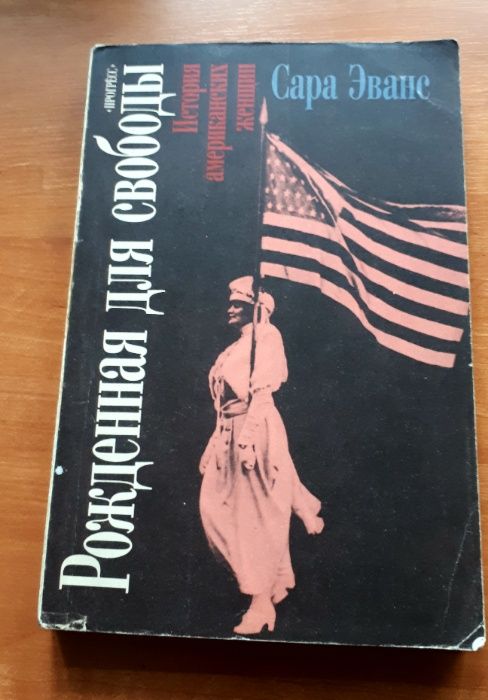 «ПРОГРЕСС»
Рожденная для свободы
История
американских
женщин
Сара Эванс